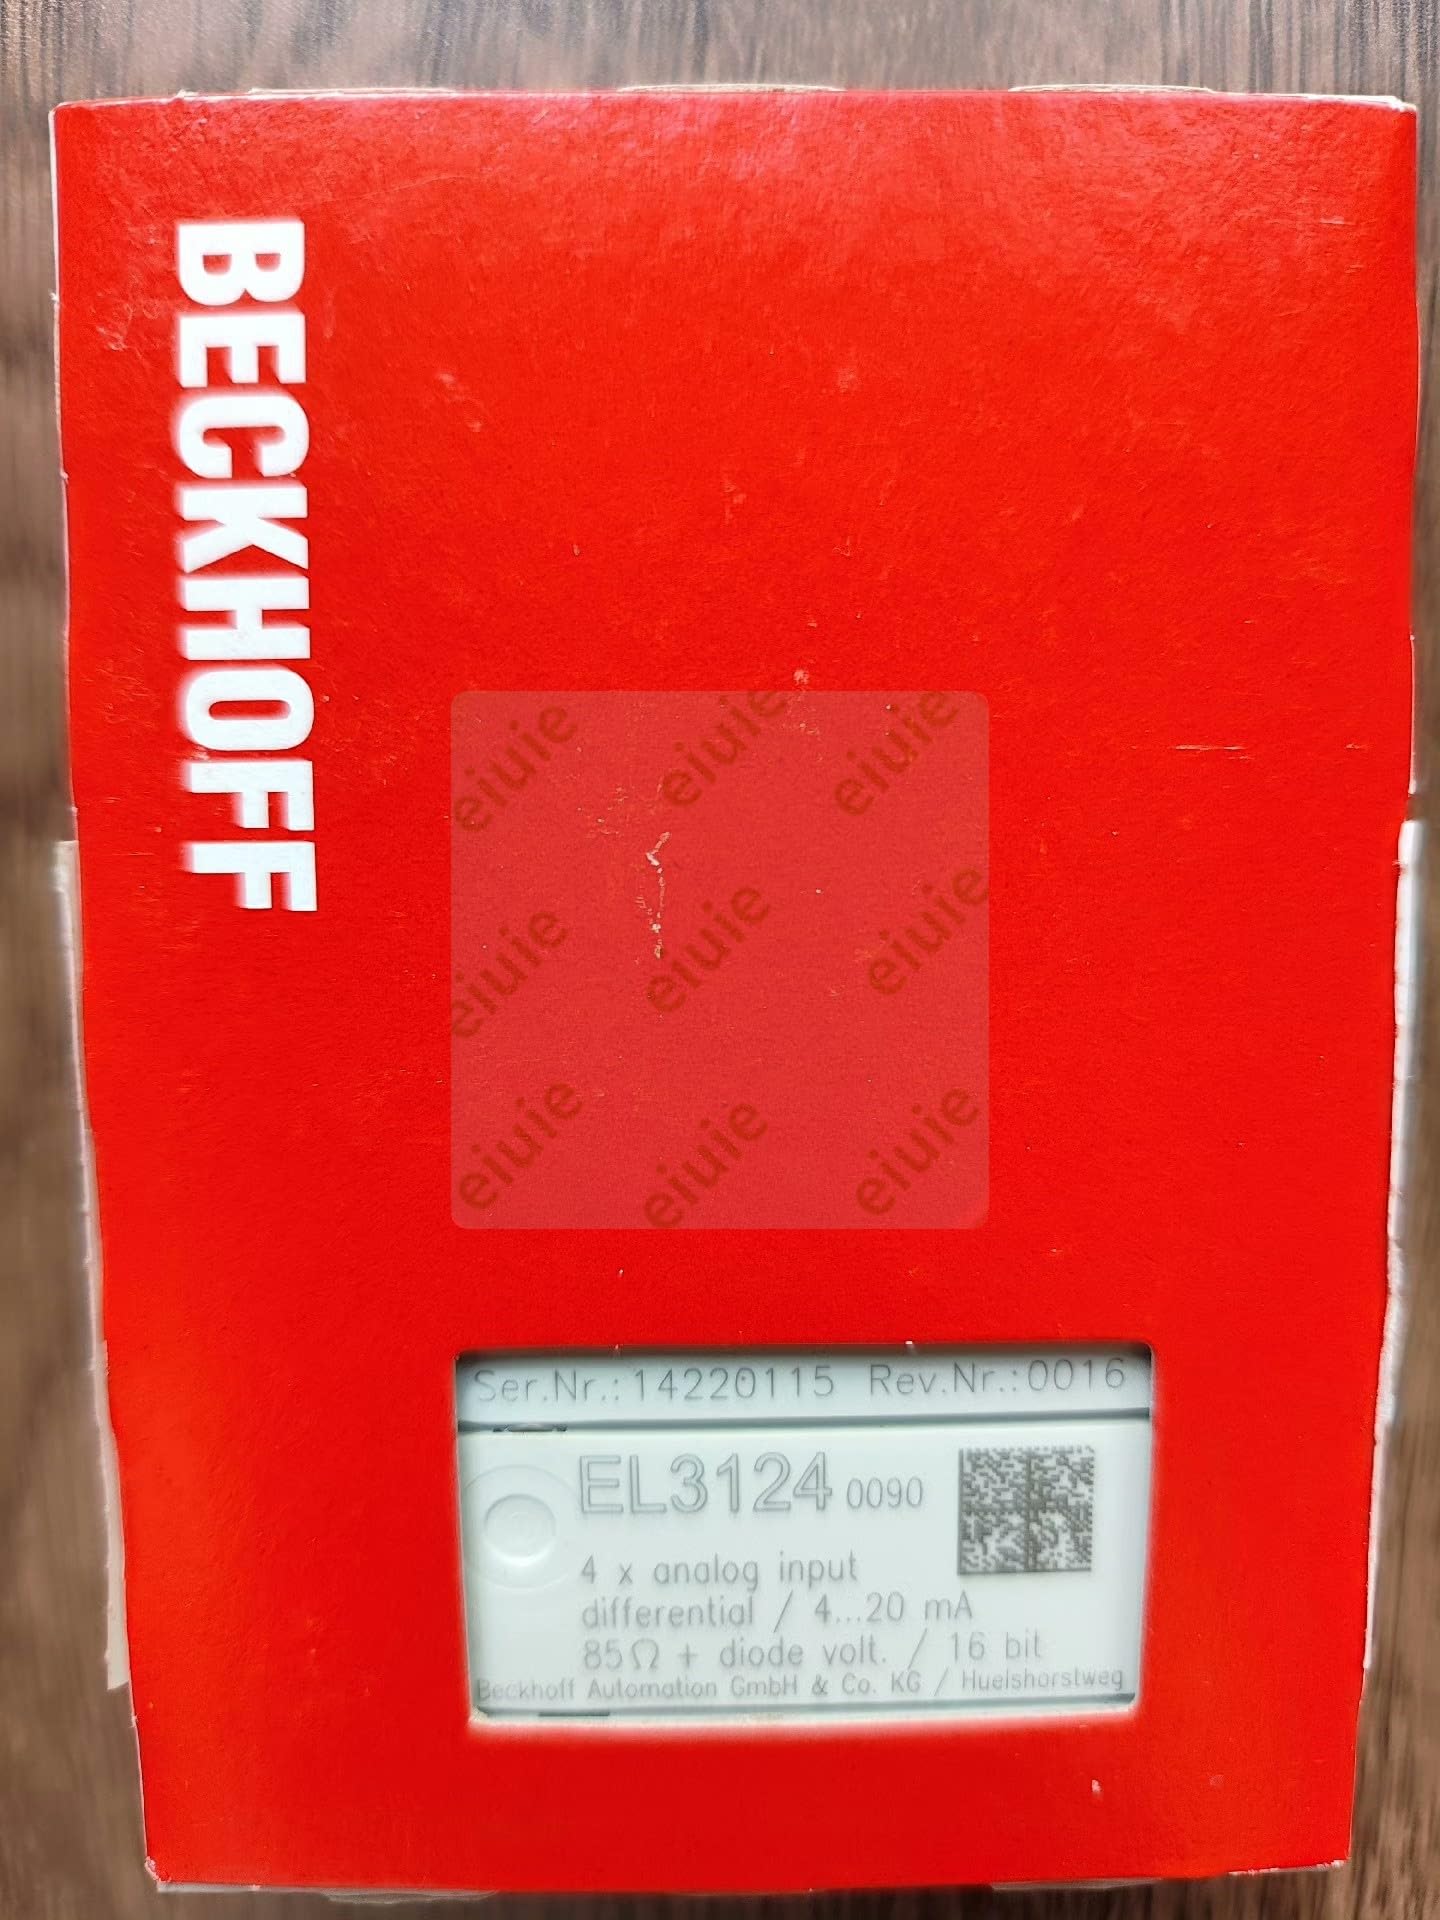 BECKHOFF
eiuie eiuie eiuie
eiuie eiuie eiuie
eiuie eiuie eiuie
Ser.Nr.:14220115 Rev.Nr.:0016
EL3124 0090
4 x analog input
differential / 4...20 mA
85Ω + diode volt. / 16 bit
Beckhoff Automation GmbH & Co. KG / Huelshorstweg